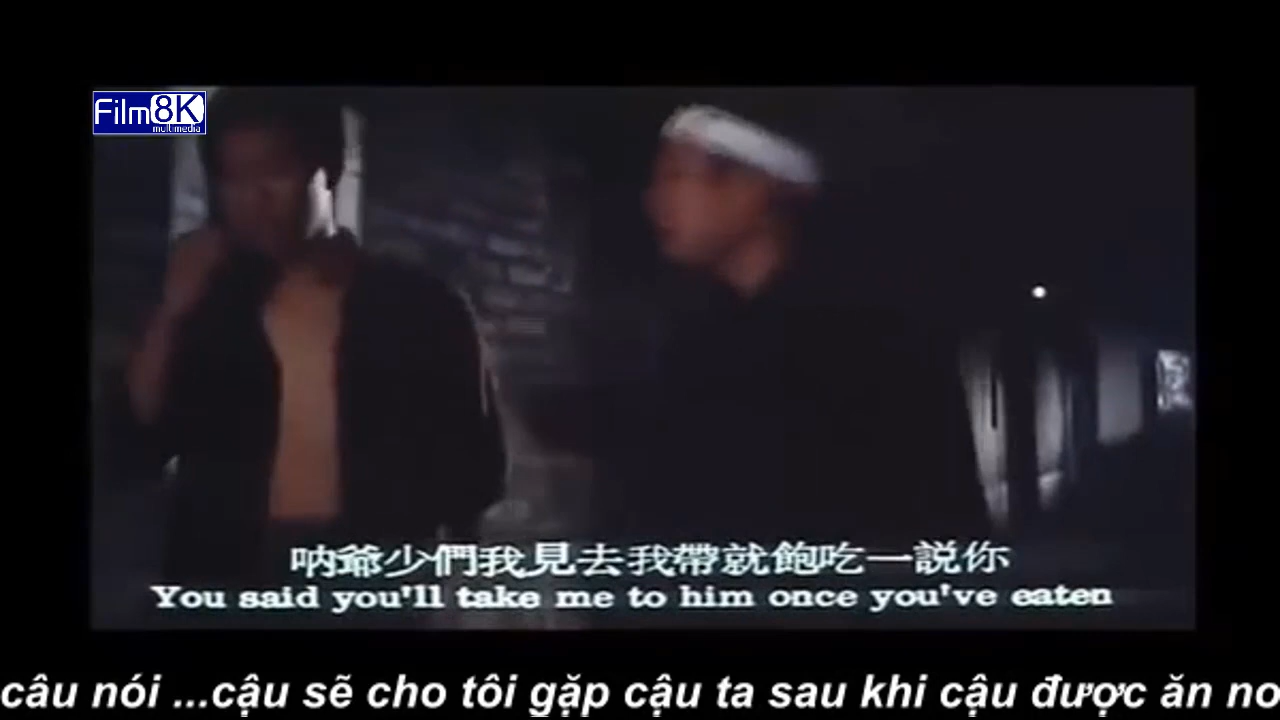 Film8K
multimedia
你説一吃飽就帶我去見我們少爺呐
You said you'll take me to him once you've eaten
câu nói ...cậu sẽ cho tôi gặp cậu ta sau khi cậu được ăn no